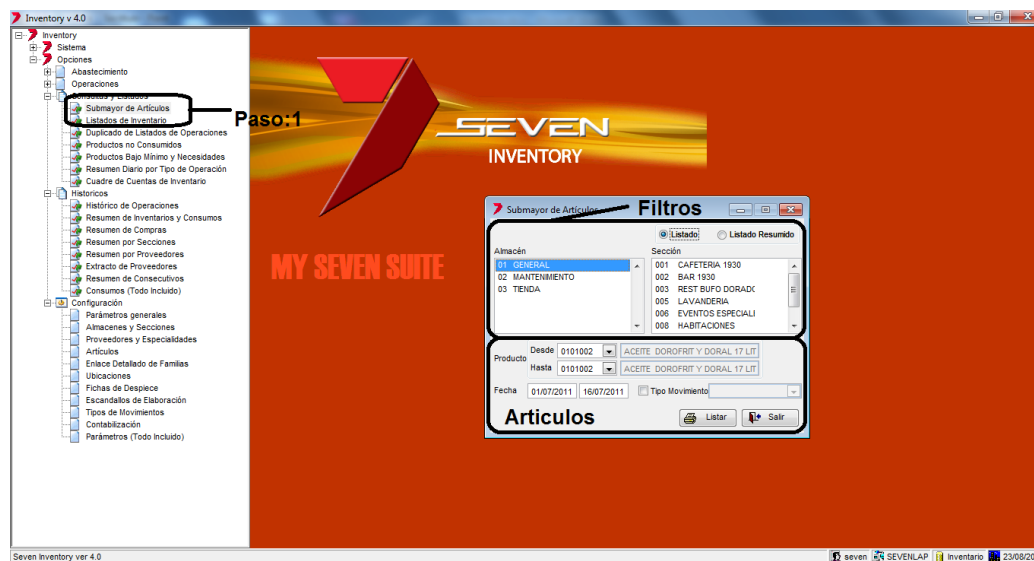 Inventory v 4.0
Inventory
Sistema
Opciones
Abastecimiento
Operaciones
Consultas y Listados
Submayor de Artículos
Listados de Inventario
Duplicado de Listados de Operaciones
Productos no Consumidos
Productos Bajo Mínimo y Necesidades
Resumen Diario por Tipo de Operación
Cuadre de Cuentas de Inventario
Historicos
Histórico de Operaciones
Resumen de Inventarios y Consumos
Resumen de Compras
Resumen por Secciones
Resumen por Proveedores
Extracto de Proveedores
Resumen de Consecutivos
Consumos (Todo Incluido)
Configuración
Parámetros generales
Almacenes y Secciones
Proveedores y Especialidades
Artículos
Enlace Detallado de Familias
Ubicaciones
Fichas de Despiece
Escandallos de Elaboración
Tipos de Movimientos
Contabilización
Parámetros (Todo Incluido)
Paso:1
SEVEN
INVENTORY
MY SEVEN SUITE
Submayor de Artículos
Filtros
Listado
Listado Resumido
Almacén
01 GENERAL
02 MANTENIMIENTO
03 TIENDA
Sección
001 CAFETERIA 1930
002 BAR 1930
003 REST BUFO DORADO
005 LAVANDERIA
006 EVENTOS ESPECIALI
008 HABITACIONES
Producto
Desde 0101002 ACEITE DOROFRIT Y DORAL 17 LIT
Hasta 0101002 ACEITE DOROFRIT Y DORAL 17 LIT
Fecha 01/07/2011 16/07/2011 Tipo Movimiento
Articulos
Listar
Salir
Seven Inventory ver 4.0
seven SEVENLAP Inventario 23/08/20